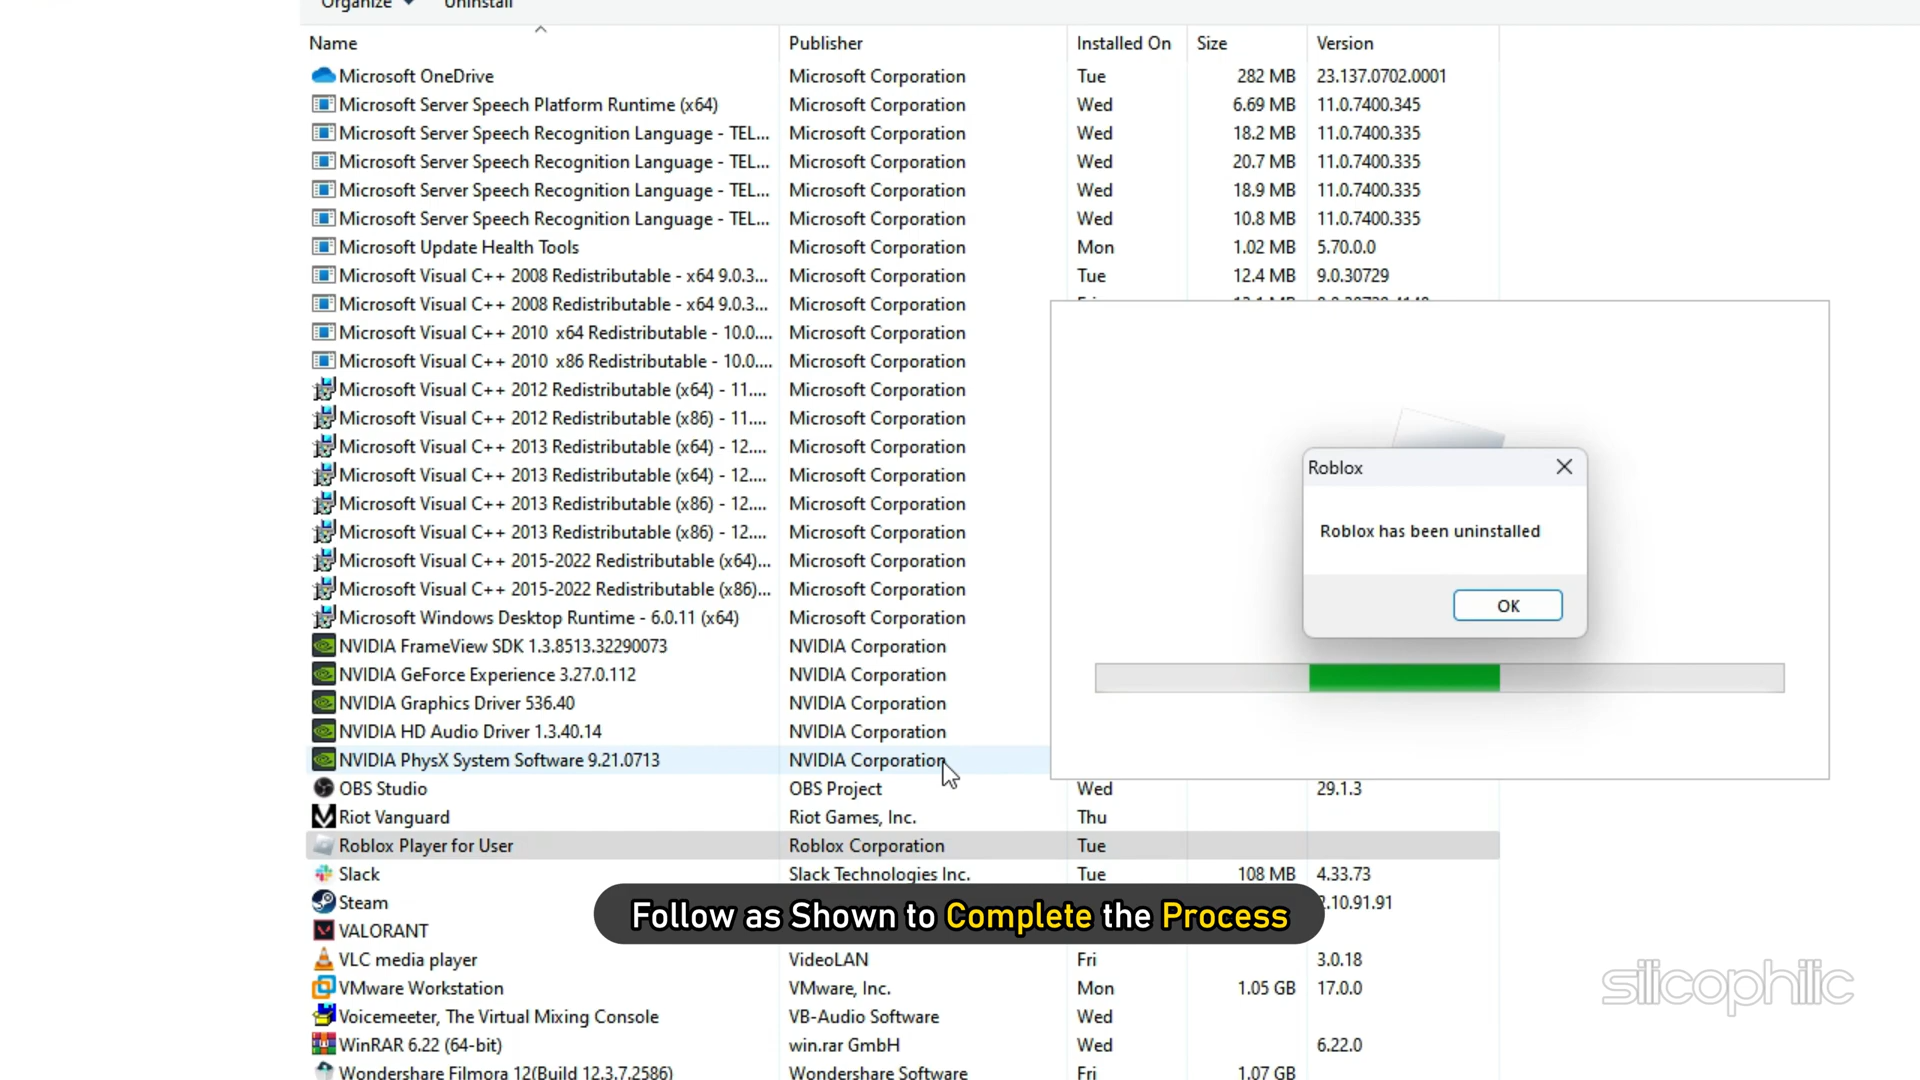 Organize Uninstall
Name Publisher Installed On Size Version
Microsoft OneDrive Microsoft Corporation Tue 282 MB 23.137.0702.0001
Microsoft Server Speech Platform Runtime (x64) Microsoft Corporation Wed 6.69 MB 11.0.7400.345
Microsoft Server Speech Recognition Language - TEL... Microsoft Corporation Wed 18.2 MB 11.0.7400.335
Microsoft Server Speech Recognition Language - TEL... Microsoft Corporation Wed 20.7 MB 11.0.7400.335
Microsoft Server Speech Recognition Language - TEL... Microsoft Corporation Wed 18.9 MB 11.0.7400.335
Microsoft Server Speech Recognition Language - TEL... Microsoft Corporation Wed 10.8 MB 11.0.7400.335
Microsoft Update Health Tools Microsoft Corporation Mon 1.02 MB 5.70.0.0
Microsoft Visual C++ 2008 Redistributable - x64 9.0.3... Microsoft Corporation Tue 12.4 MB 9.0.30729
Microsoft Visual C++ 2008 Redistributable - x64 9.0.3... Microsoft Corporation
Microsoft Visual C++ 2010 x64 Redistributable - 10.0.... Microsoft Corporation
Microsoft Visual C++ 2010 x86 Redistributable - 10.0.... Microsoft Corporation
Microsoft Visual C++ 2012 Redistributable (x64) - 11.... Microsoft Corporation
Microsoft Visual C++ 2012 Redistributable (x86) - 11.... Microsoft Corporation
Microsoft Visual C++ 2013 Redistributable (x64) - 12.... Microsoft Corporation
Microsoft Visual C++ 2013 Redistributable (x64) - 12.... Microsoft Corporation
Microsoft Visual C++ 2013 Redistributable (x86) - 12.... Microsoft Corporation
Microsoft Visual C++ 2013 Redistributable (x86) - 12.... Microsoft Corporation
Microsoft Visual C++ 2015-2022 Redistributable (x64)... Microsoft Corporation
Microsoft Visual C++ 2015-2022 Redistributable (x86)... Microsoft Corporation
Microsoft Windows Desktop Runtime - 6.0.11 (x64) Microsoft Corporation
NVIDIA FrameView SDK 1.3.8513.32290073 NVIDIA Corporation
NVIDIA GeForce Experience 3.27.0.112 NVIDIA Corporation
NVIDIA Graphics Driver 536.40 NVIDIA Corporation
NVIDIA HD Audio Driver 1.3.40.14 NVIDIA Corporation
NVIDIA PhysX System Software 9.21.0713 NVIDIA Corporation
OBS Studio OBS Project Wed 29.1.3
Riot Vanguard Riot Games, Inc. Thu
Roblox Player for User Roblox Corporation Tue
Slack Slack Technologies Inc. Tue 108 MB 4.33.73
Steam .10.91.91
VALORANT
VLC media player VideoLAN Fri 3.0.18
VMware Workstation VMware, Inc. Mon 1.05 GB 17.0.0
Voicemeeter, The Virtual Mixing Console VB-Audio Software Wed
WinRAR 6.22 (64-bit) win.rar GmbH Wed 6.22.0
Wondershare Filmora 12(Build 12.3.7.2586) Wondershare Software Fri 1.07 GB
Roblox
Roblox has been uninstalled
OK
Follow as Shown to Complete the Process
silicophilic